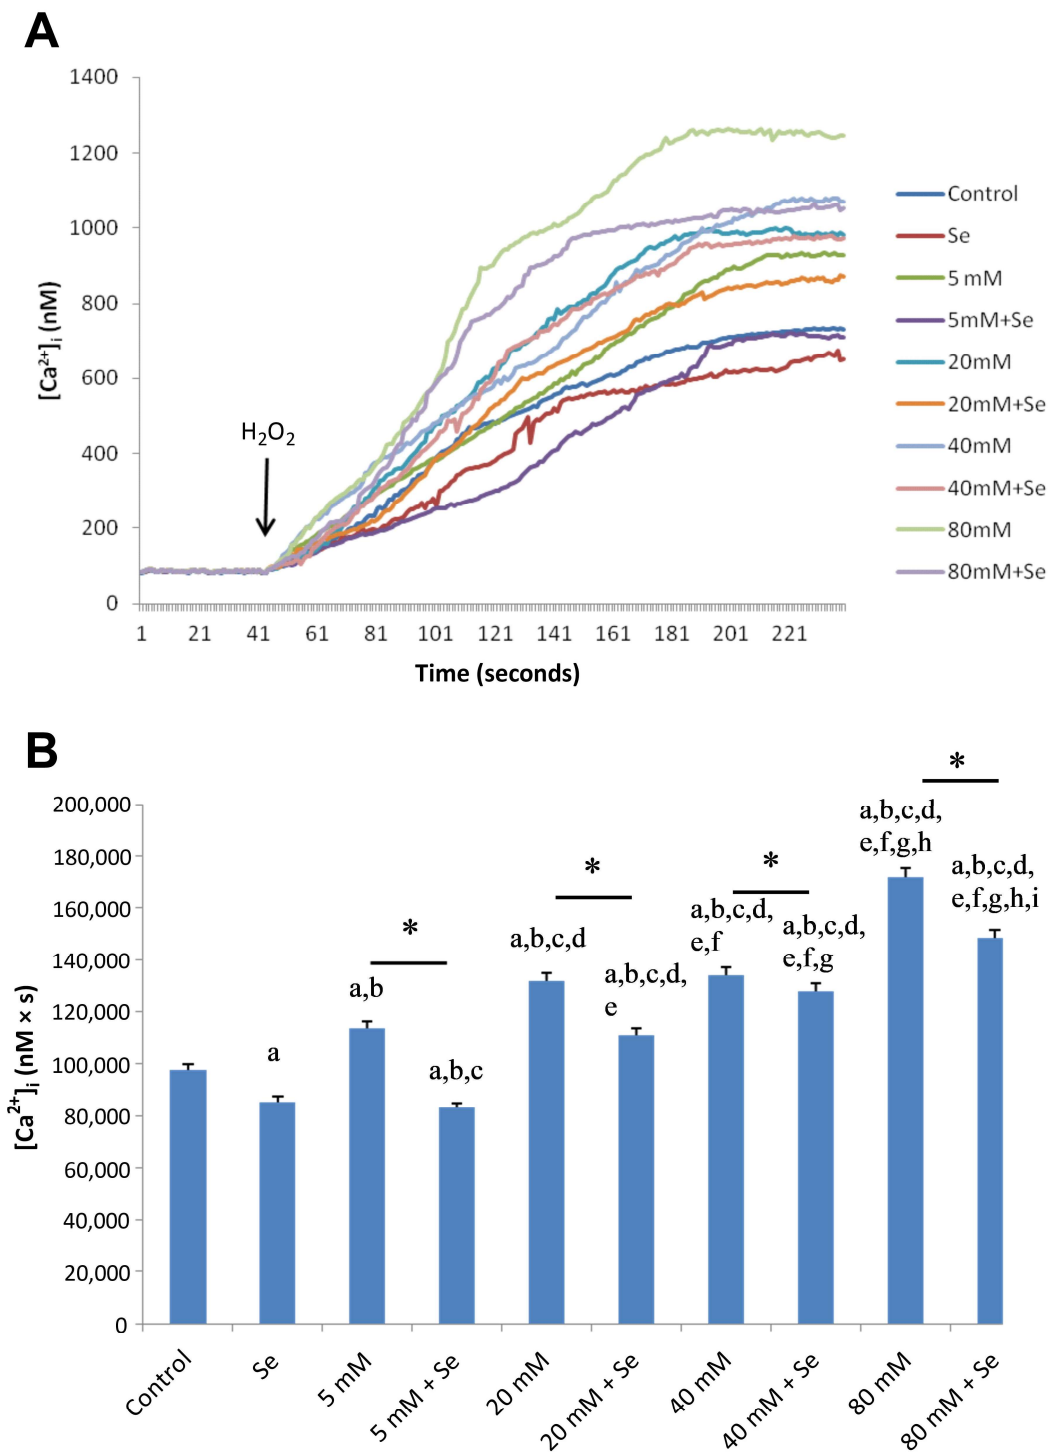 A
1400
1200
1000
800
600
400
200
0
[Ca²⁺]ᵢ (nM)
H₂O₂
1 21 41 61 81 101 121 141 161 181 201 221
Time (seconds)
Control
Se
5 mM
5mM+Se
20mM
20mM+Se
40mM
40mM+Se
80mM
80mM+Se
B
200,000
180,000
160,000
140,000
120,000
100,000
80,000
60,000
40,000
20,000
0
[Ca²⁺]ᵢ (nM × s)
a
a,b
*
a,b,c
a,b,c,d
*
a,b,c,d,
e
a,b,c,d,
e,f
*
a,b,c,d,
e,f,g
a,b,c,d,
e,f,g,h
*
a,b,c,d,
e,f,g,h,i
Control
Se
5 mM
5 mM + Se
20 mM
20 mM + Se
40 mM
40 mM + Se
80 mM
80 mM + Se